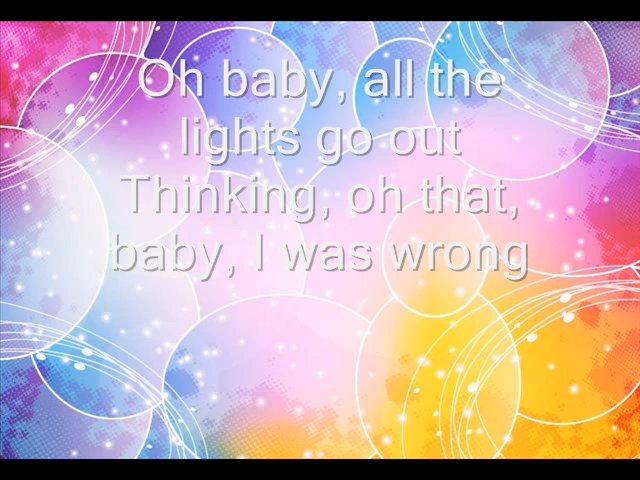 Oh baby, all the
lights go out
Thinking, oh that,
baby, I was wrong